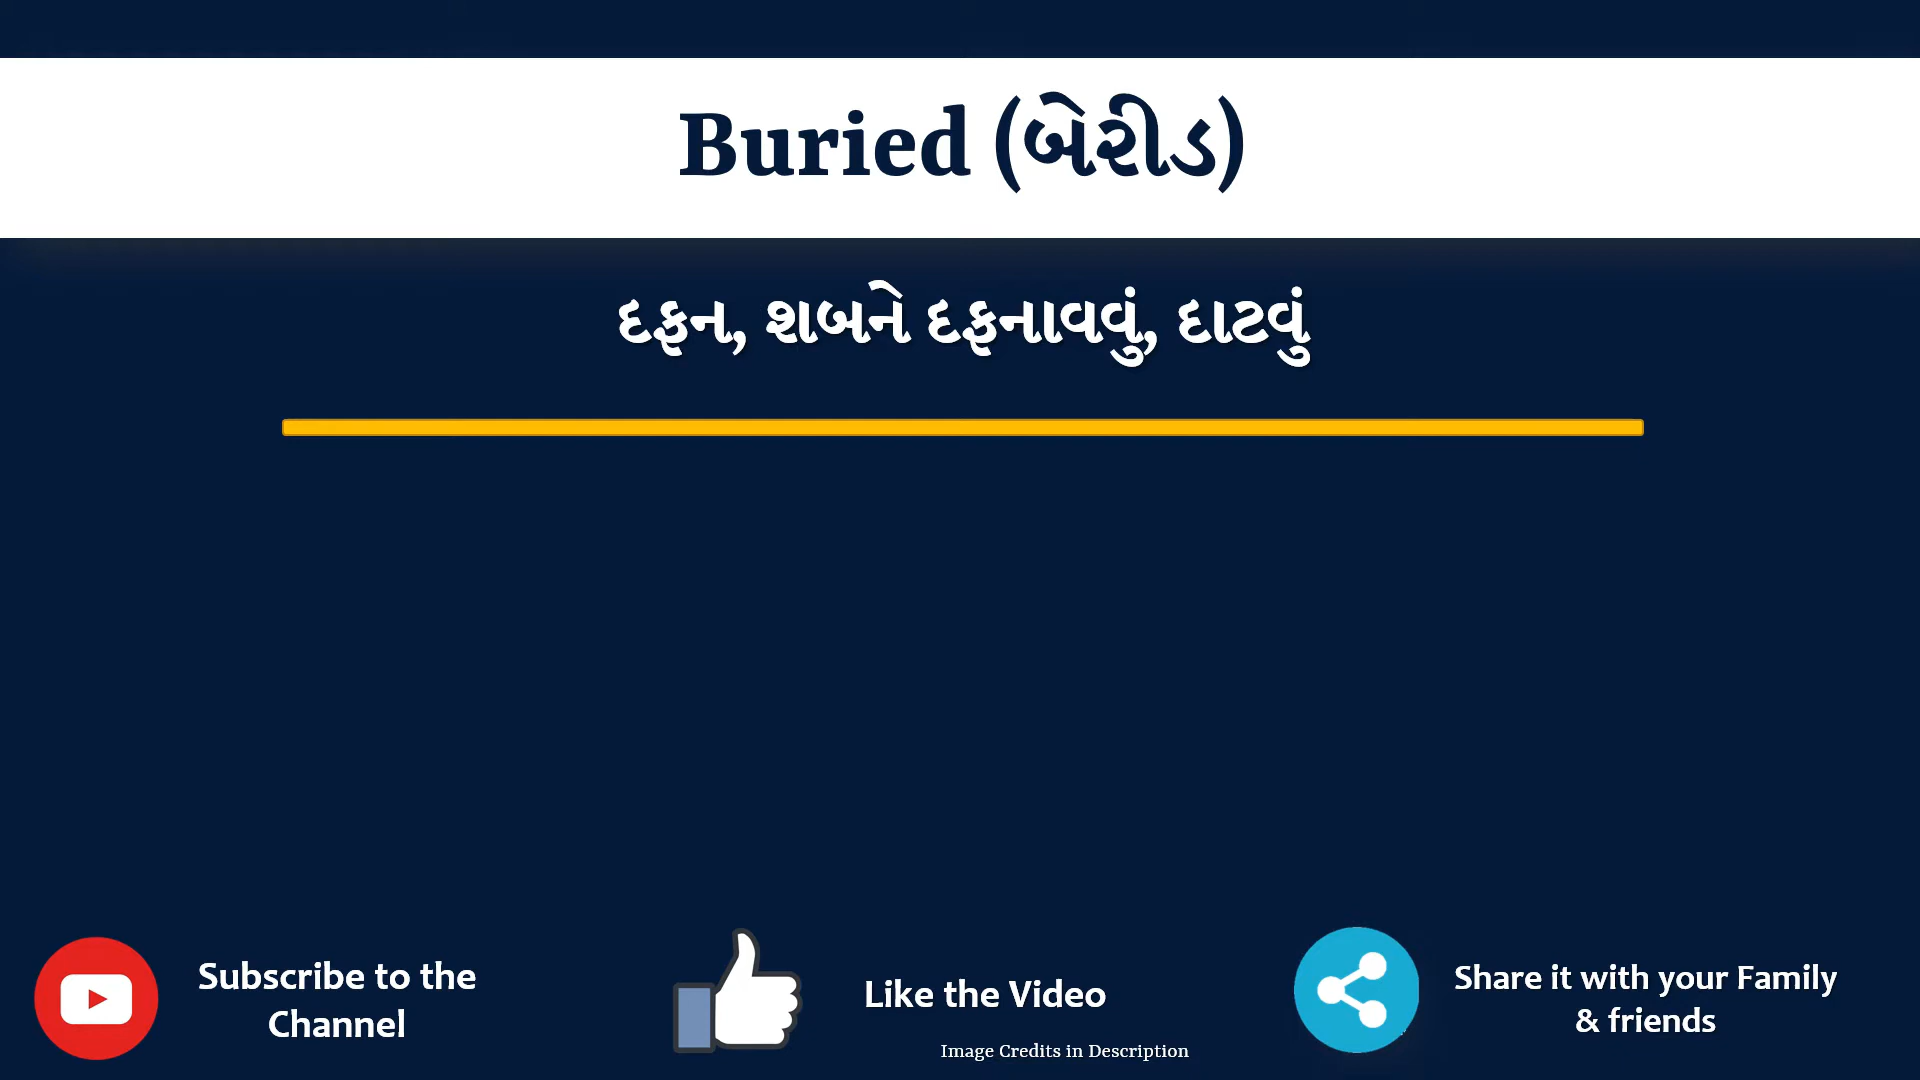 Buried (બેરીડ)
દફન, શબને દફનાવવું, દાટવું
Subscribe to the
Channel
Like the Video
Share it with your Family
& friends
Image Credits in Description